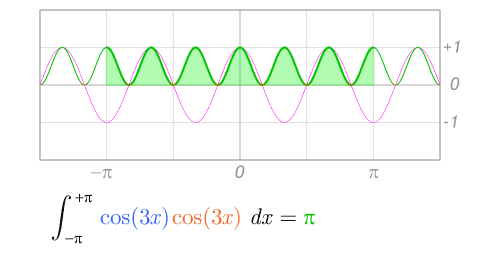 +1
0
-1
−π 0 π
∫_{−π}^{+π} cos(3x)cos(3x) dx = π